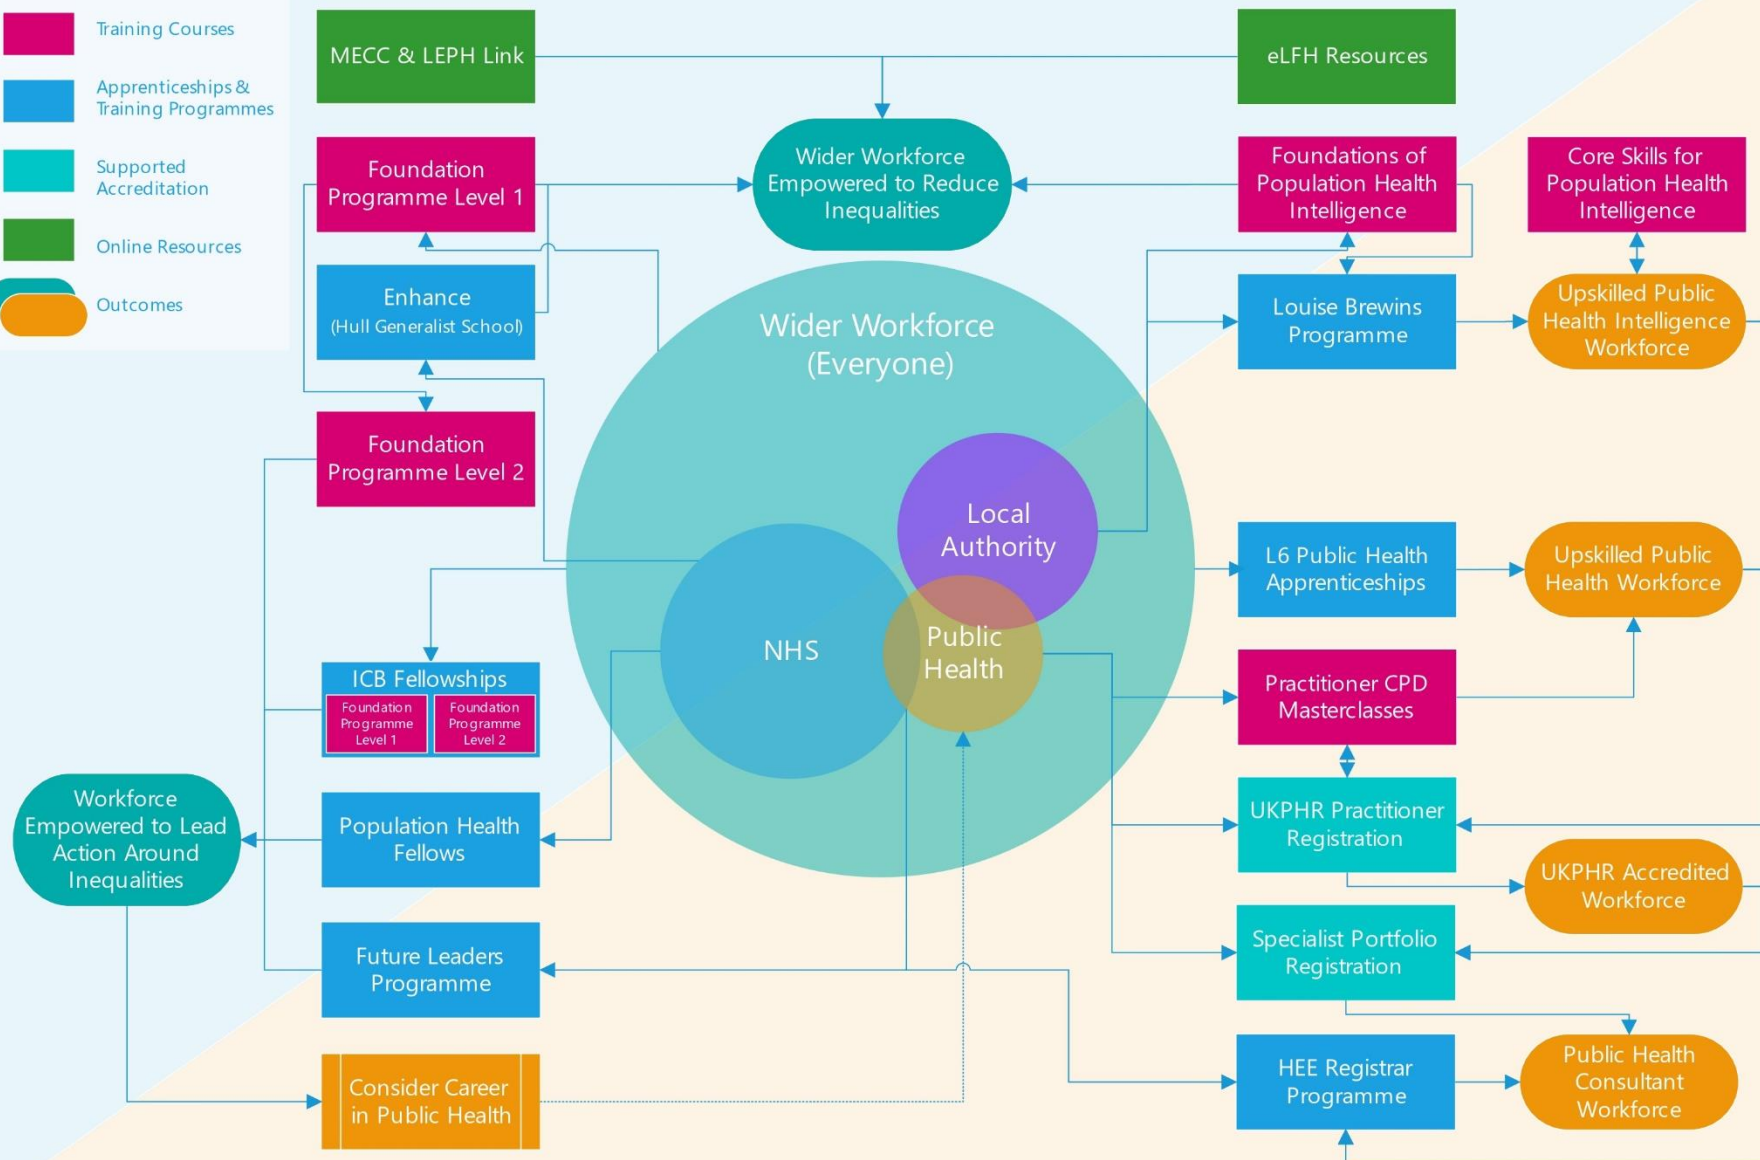 Training Courses
Apprenticeships &
Training Programmes
Supported
Accreditation
Online Resources
Outcomes
MECC & LEPH Link
eLFH Resources
Foundation
Programme Level 1
Wider Workforce
Empowered to Reduce
Inequalities
Foundations of
Population Health
Intelligence
Core Skills for
Population Health
Intelligence
Enhance
(Hull Generalist School)
Wider Workforce
(Everyone)
Louise Brewins
Programme
Upskilled Public
Health Intelligence
Workforce
Foundation
Programme Level 2
Local
Authority
L6 Public Health
Apprenticeships
Upskilled Public
Health Workforce
NHS
Public
Health
ICB Fellowships
Foundation
Programme
Level 1
Foundation
Programme
Level 2
Practitioner CPD
Masterclasses
Workforce
Empowered to Lead
Action Around
Inequalities
Population Health
Fellows
UKPHR Practitioner
Registration
UKPHR Accredited
Workforce
Future Leaders
Programme
Specialist Portfolio
Registration
Consider Career
in Public Health
HEE Registrar
Programme
Public Health
Consultant
Workforce